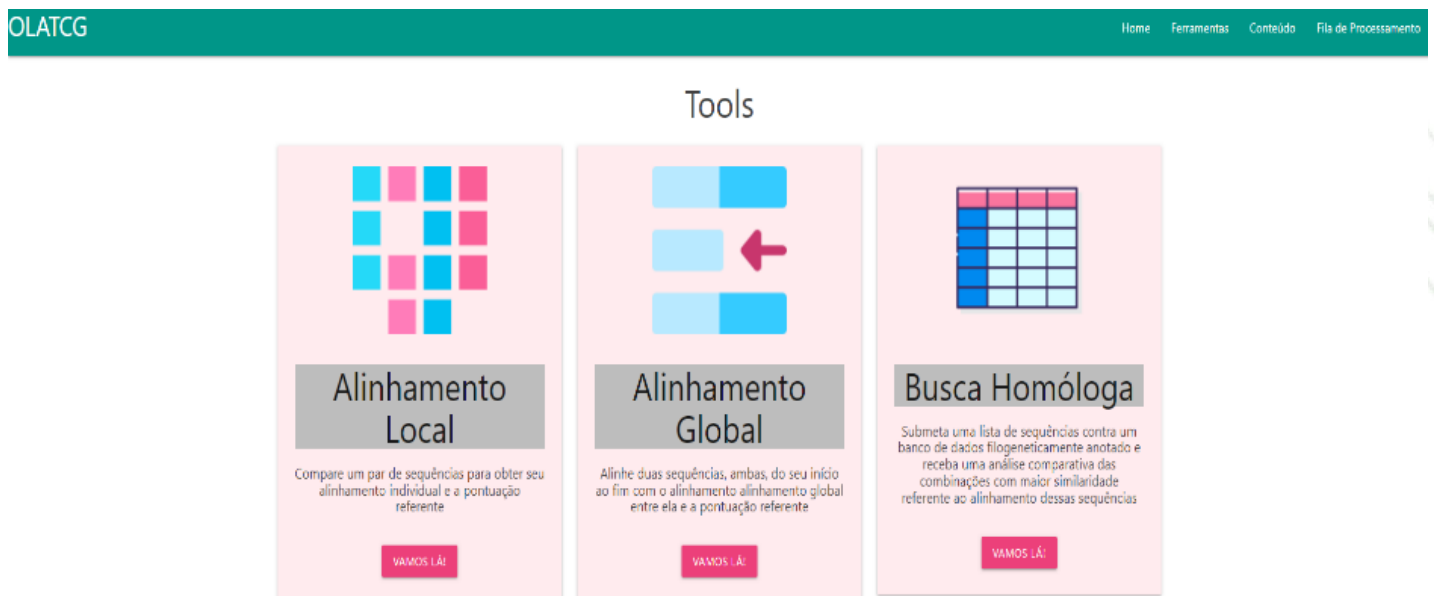 OLATCG
Home Ferramentas Conteúdo Fila de Processamento
Tools
Alinhamento
Local
Compare um par de sequências para obter seu
alinhamento individual e a pontuação
referente
VAMOS LÁ!
Alinhamento
Global
Alinhe duas sequências, ambas, do seu início
ao fim com o alinhamento alinhamento global
entre ela e a pontuação referente
VAMOS LÁ!
Busca Homóloga
Submeta uma lista de sequências contra um
banco de dados filogeneticamente anotado e
receba uma análise comparativa das
combinações com maior similaridade
referente ao alinhamento dessas sequências
VAMOS LÁ!